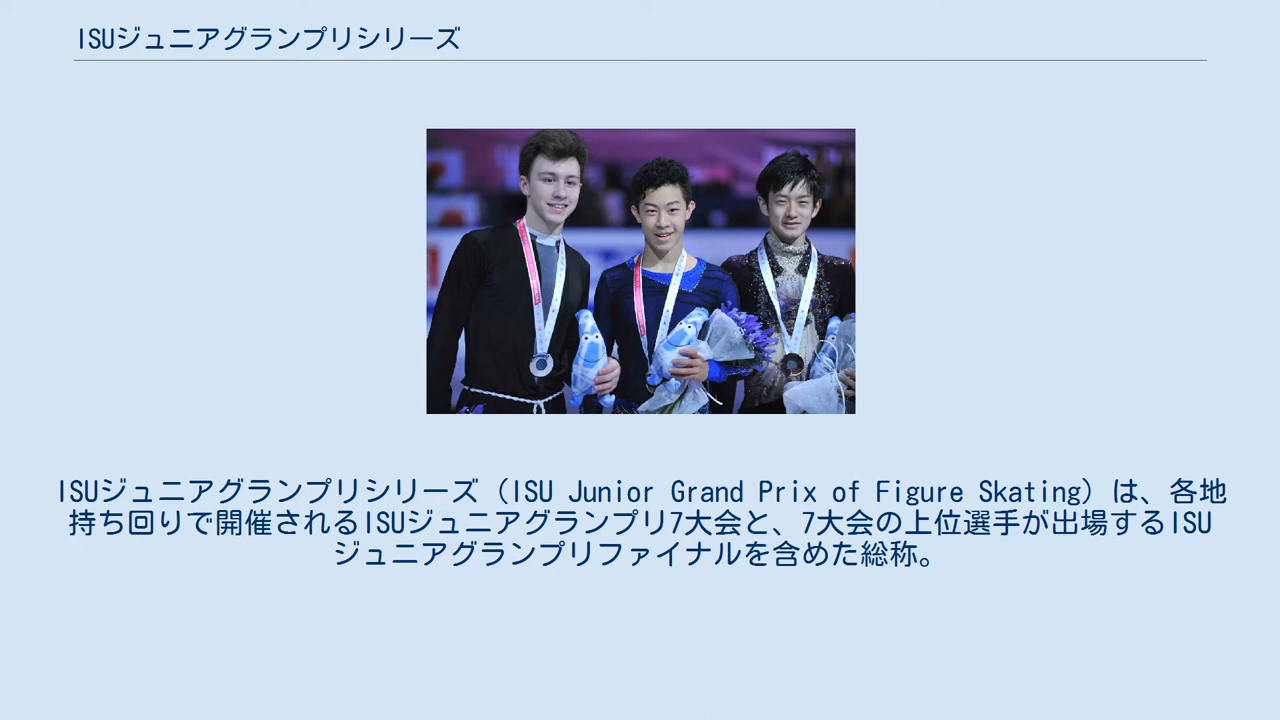 ISUジュニアグランプリシリーズ
ISUジュニアグランプリシリーズ（ISU Junior Grand Prix of Figure Skating）は、各地
持ち回りで開催されるISUジュニアグランプリ7大会と、7大会の上位選手が出場するISU
ジュニアグランプリファイナルを含めた総称。